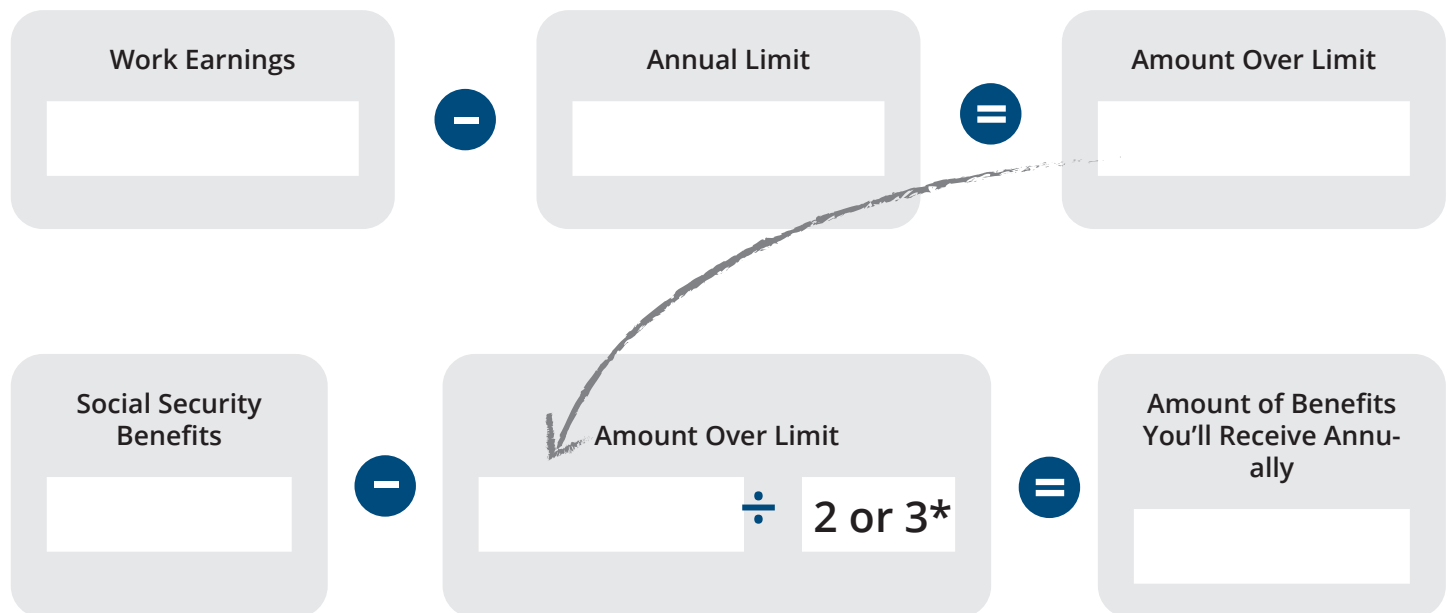 Work Earnings
−
Annual Limit
=
Amount Over Limit
Social Security
Benefits
−
Amount Over Limit
÷
2 or 3*
=
Amount of Benefits
You’ll Receive Annu-
ally